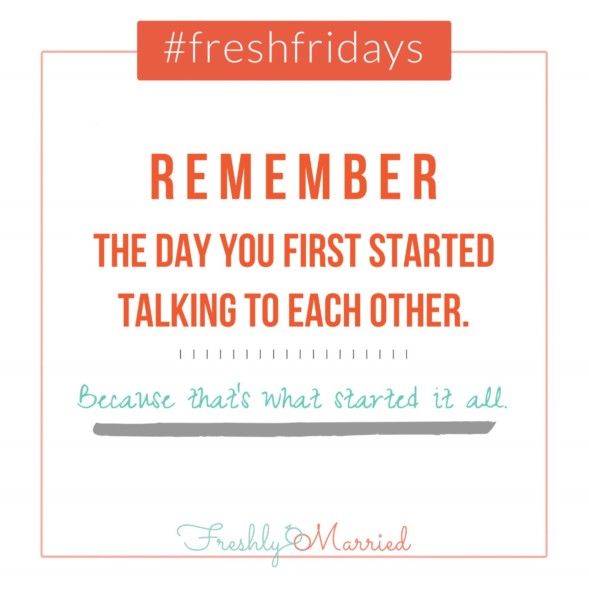 #freshfridays
REMEMBER
THE DAY YOU FIRST STARTED
TALKING TO EACH OTHER.
Because that's what started it all.
Freshly Married